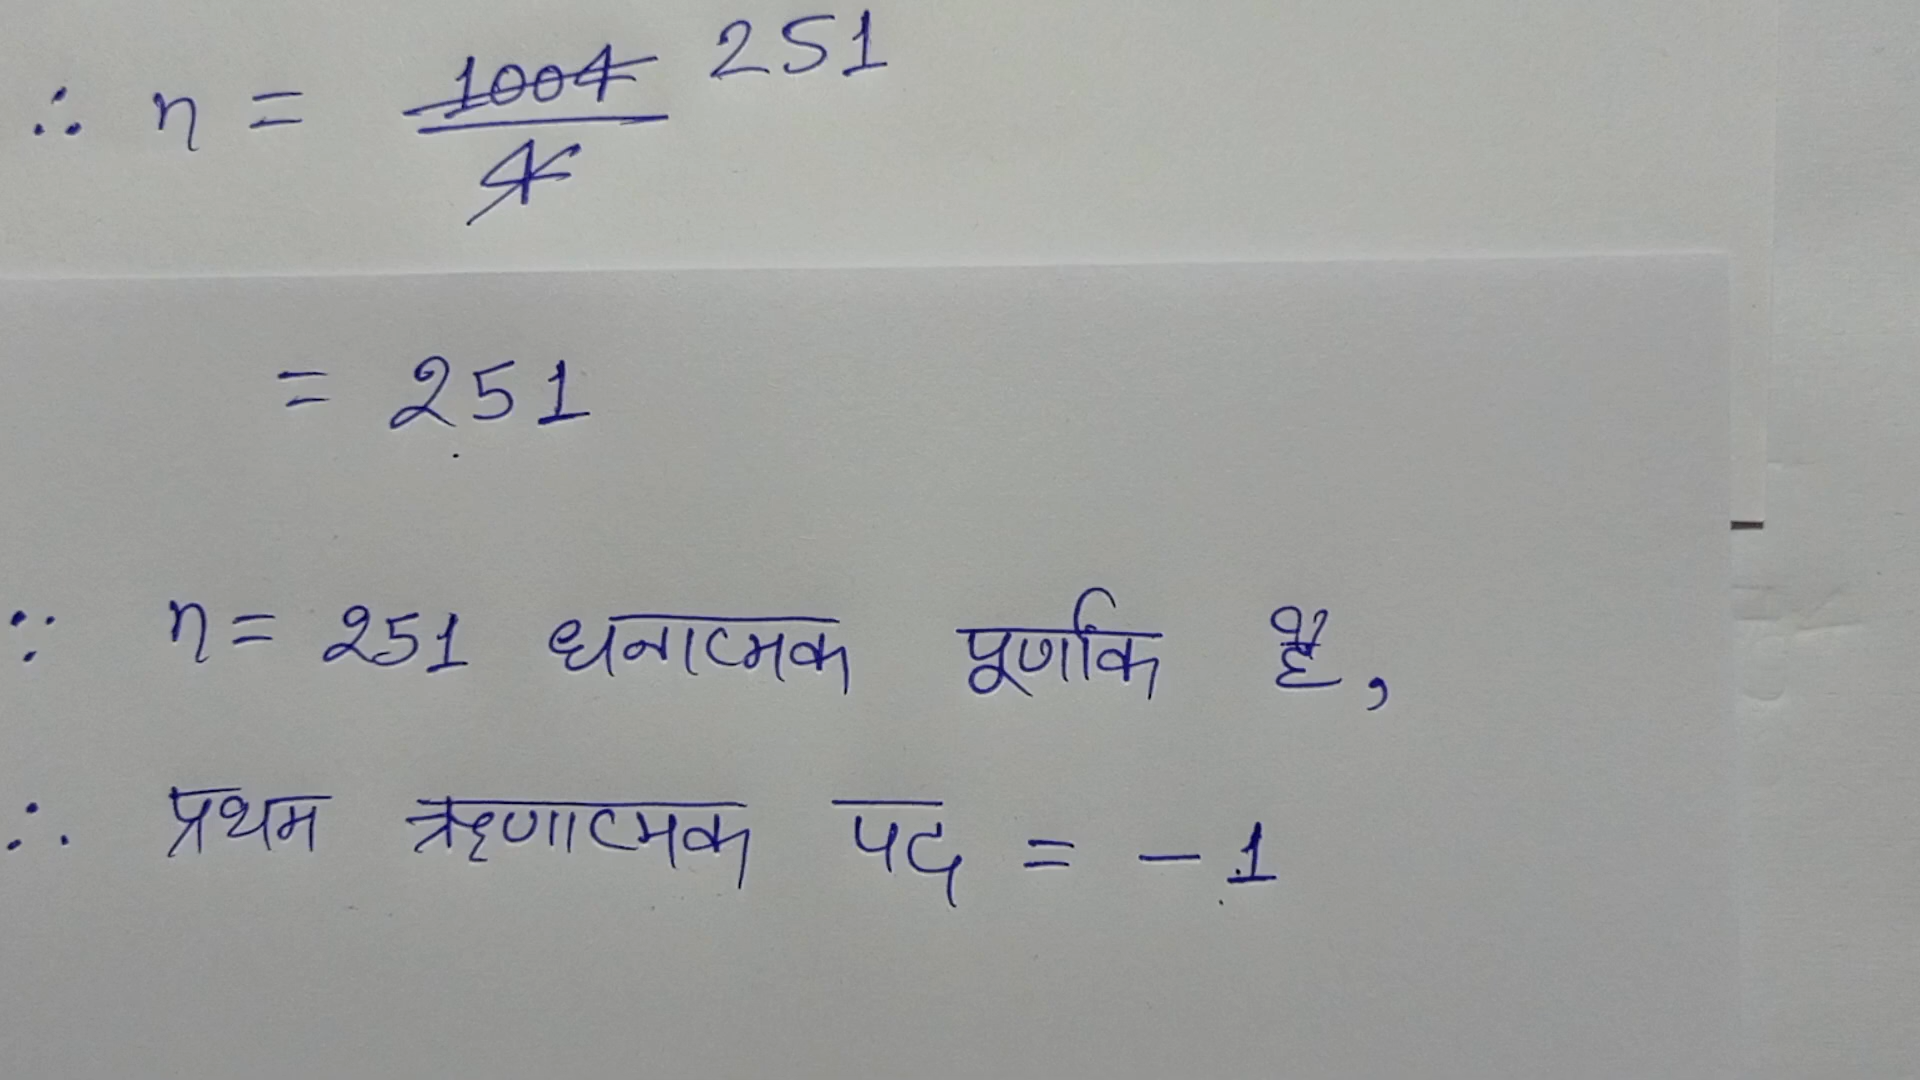 ∴ n = 1004/4 251
= 251
∵ n = 251 धनात्मक पूर्णांक है,
∴ प्रथम ऋणात्मक पद = - 1